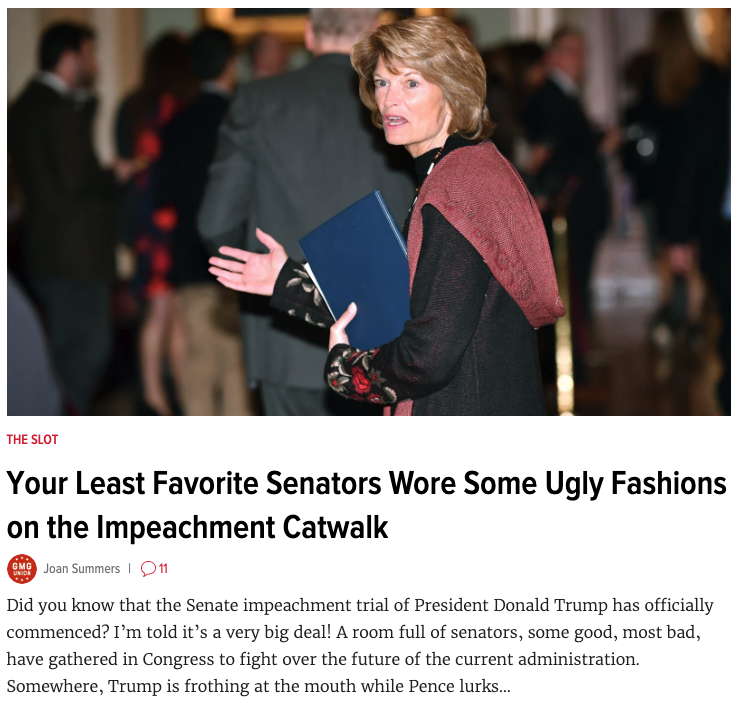 THE SLOT
Your Least Favorite Senators Wore Some Ugly Fashions
on the Impeachment Catwalk
GMG
UNION
Joan Summers | 11
Did you know that the Senate impeachment trial of President Donald Trump has officially
commenced? I’m told it’s a very big deal! A room full of senators, some good, most bad,
have gathered in Congress to fight over the future of the current administration.
Somewhere, Trump is frothing at the mouth while Pence lurks...